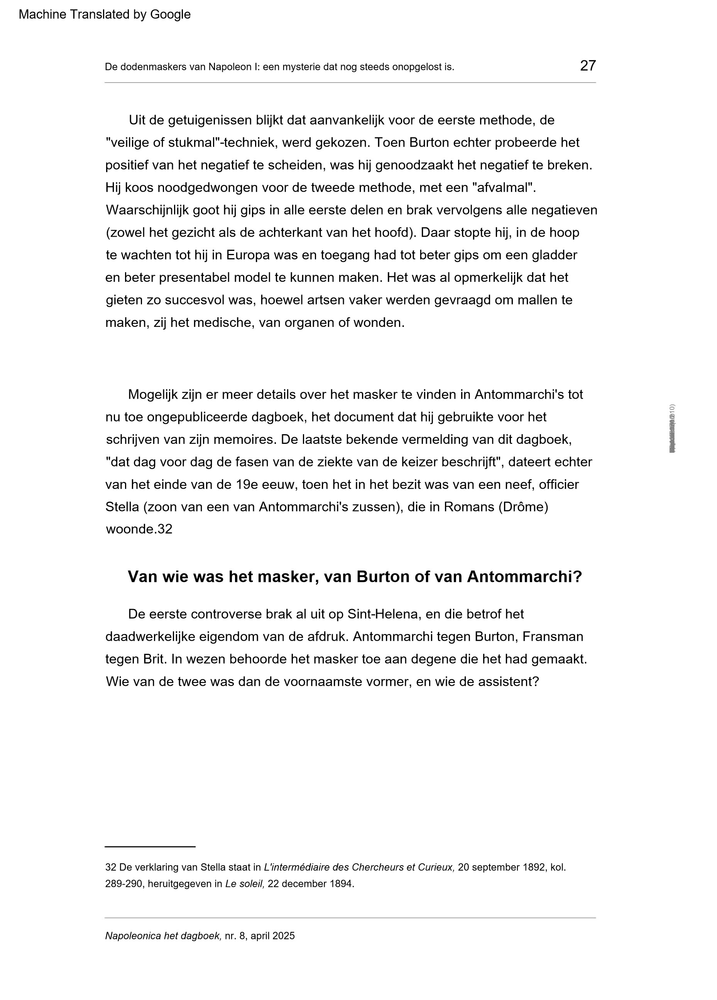 Machine Translated by Google
De dodenmaskers van Napoleon I: een mysterie dat nog steeds onopgelost is.
27
Uit de getuigenissen blijkt dat aanvankelijk voor de eerste methode, de
"veilige of stukmal"-techniek, werd gekozen. Toen Burton echter probeerde het
positief van het negatief te scheiden, was hij genoodzaakt het negatief te breken.
Hij koos noodgedwongen voor de tweede methode, met een "afvalmal".
Waarschijnlijk goot hij gips in alle eerste delen en brak vervolgens alle negatieven
(zowel het gezicht als de achterkant van het hoofd). Daar stopte hij, in de hoop
te wachten tot hij in Europa was en toegang had tot beter gips om een gladder
en beter presentabel model te kunnen maken. Het was al opmerkelijk dat het
gieten zo succesvol was, hoewel artsen vaker werden gevraagd om mallen te
maken, zij het medische, van organen of wonden.
Mogelijk zijn er meer details over het masker te vinden in Antommarchi's tot
nu toe ongepubliceerde dagboek, het document dat hij gebruikte voor het
schrijven van zijn memoires. De laatste bekende vermelding van dit dagboek,
"dat dag voor dag de fasen van de ziekte van de keizer beschrijft", dateert echter
van het einde van de 19e eeuw, toen het in het bezit was van een neef, officier
Stella (zoon van een van Antommarchi's zussen), die in Romans (Drôme)
woonde.32
Van wie was het masker, van Burton of van Antommarchi?
De eerste controverse brak al uit op Sint-Helena, en die betrof het
daadwerkelijke eigendom van de afdruk. Antommarchi tegen Burton, Fransman
tegen Brit. In wezen behoorde het masker toe aan degene die het had gemaakt.
Wie van de twee was dan de voornaamste vormer, en wie de assistent?
32 De verklaring van Stella staat in L'intermédiaire des Chercheurs et Curieux, 20 september 1892, kol.
289-290, heruitgegeven in Le soleil, 22 december 1894.
Napoleonica het dagboek, nr. 8, april 2025